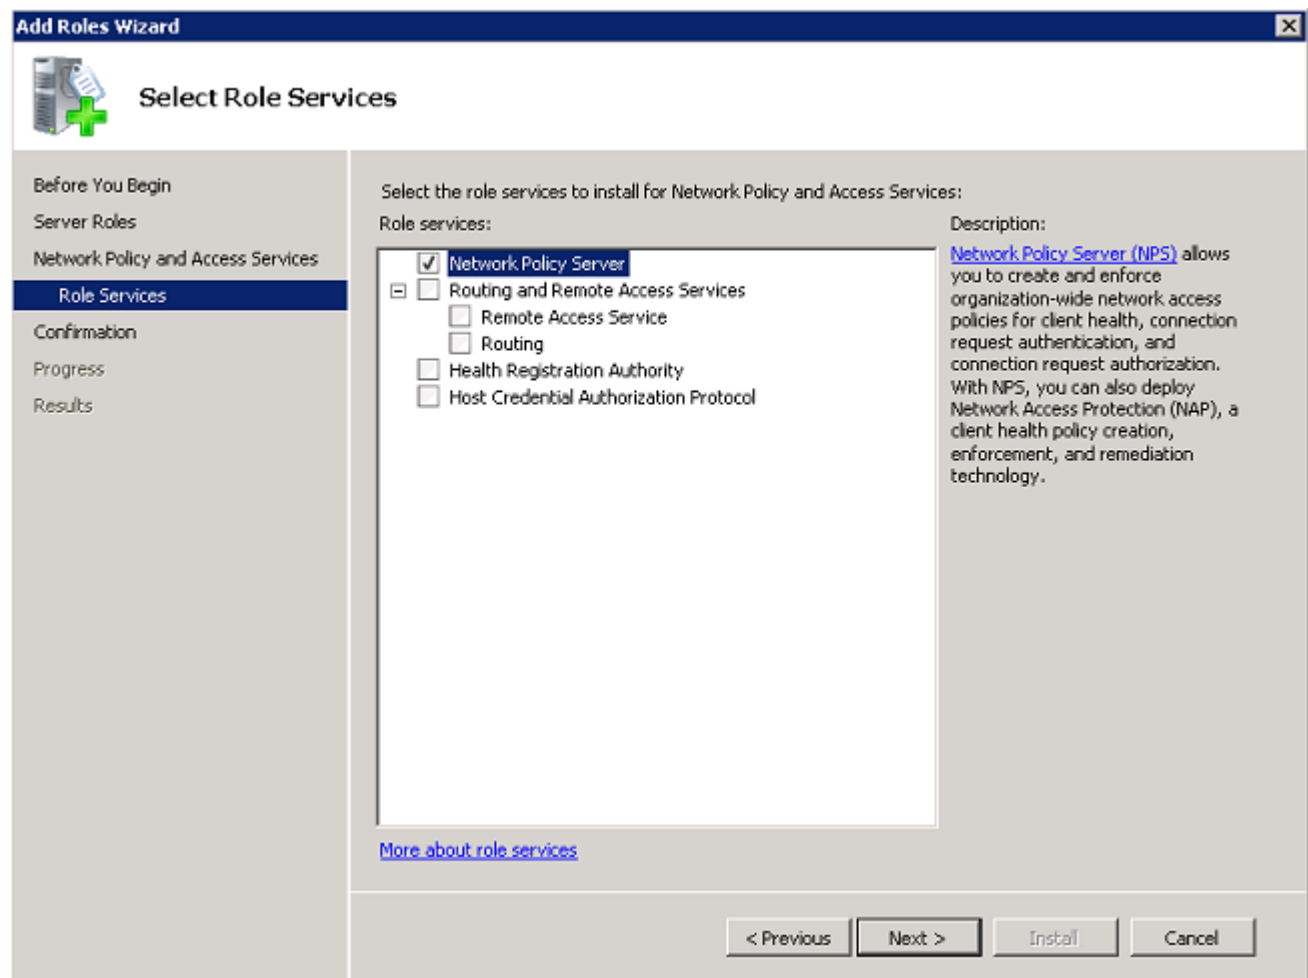 Add Roles Wizard
Select Role Services
Before You Begin
Server Roles
Network Policy and Access Services
Role Services
Confirmation
Progress
Results
Select the role services to install for Network Policy and Access Services:
Role services:
Network Policy Server
Routing and Remote Access Services
Remote Access Service
Routing
Health Registration Authority
Host Credential Authorization Protocol
More about role services
Description:
Network Policy Server (NPS) allows
you to create and enforce
organization-wide network access
policies for client health, connection
request authentication, and
connection request authorization.
With NPS, you can also deploy
Network Access Protection (NAP), a
client health policy creation,
enforcement, and remediation
technology.
< Previous
Next >
Install
Cancel